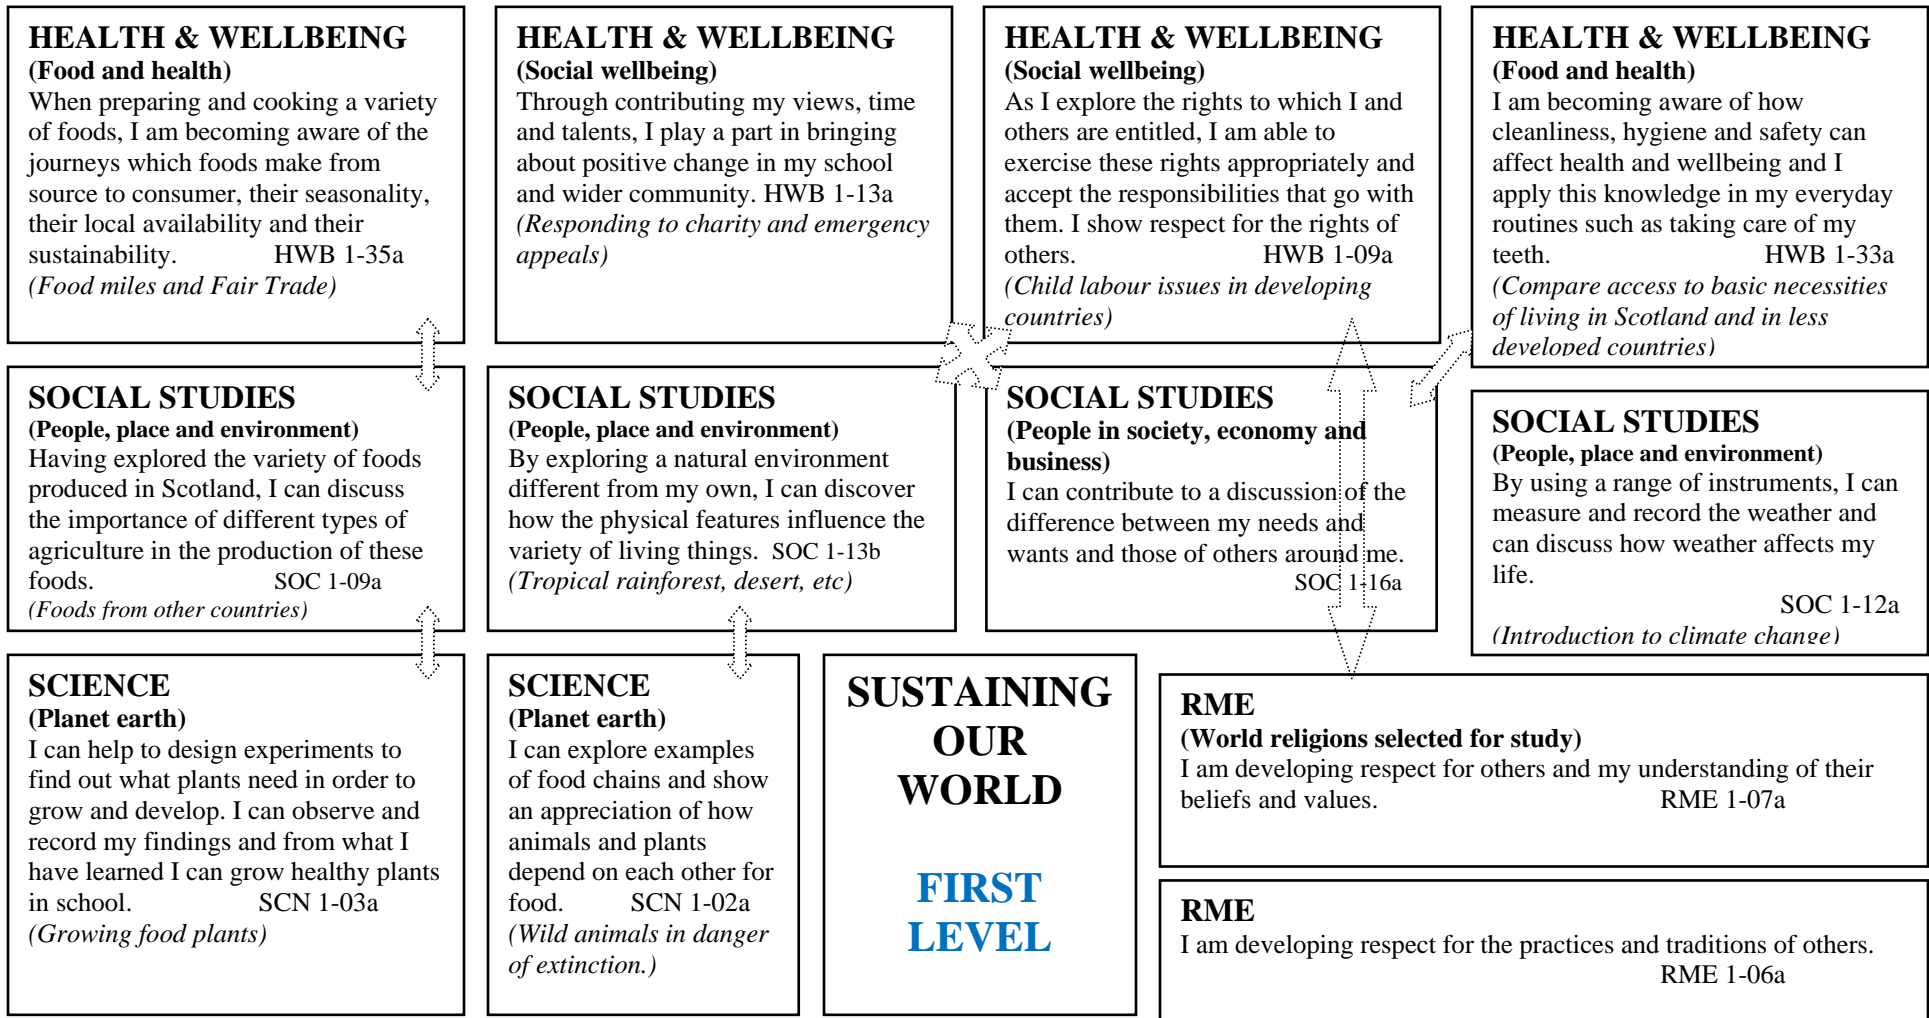 HEALTH & WELLBEING
(Food and health)
When preparing and cooking a variety
of foods, I am becoming aware of the
journeys which foods make from
source to consumer, their seasonality,
their local availability and their
sustainability. HWB 1-35a
(Food miles and Fair Trade)
HEALTH & WELLBEING
(Social wellbeing)
Through contributing my views, time
and talents, I play a part in bringing
about positive change in my school
and wider community. HWB 1-13a
(Responding to charity and emergency
appeals)
HEALTH & WELLBEING
(Social wellbeing)
As I explore the rights to which I and
others are entitled, I am able to
exercise these rights appropriately and
accept the responsibilities that go with
them. I show respect for the rights of
others. HWB 1-09a
(Child labour issues in developing
countries)
HEALTH & WELLBEING
(Food and health)
I am becoming aware of how
cleanliness, hygiene and safety can
affect health and wellbeing and I
apply this knowledge in my everyday
routines such as taking care of my
teeth. HWB 1-33a
(Compare access to basic necessities
of living in Scotland and in less
developed countries)
SOCIAL STUDIES
(People, place and environment)
Having explored the variety of foods
produced in Scotland, I can discuss
the importance of different types of
agriculture in the production of these
foods. SOC 1-09a
(Foods from other countries)
SOCIAL STUDIES
(People, place and environment)
By exploring a natural environment
different from my own, I can discover
how the physical features influence the
variety of living things. SOC 1-13b
(Tropical rainforest, desert, etc)
SOCIAL STUDIES
(People in society, economy and
business)
I can contribute to a discussion of the
difference between my needs and
wants and those of others around me.
SOC 1-16a
SOCIAL STUDIES
(People, place and environment)
By using a range of instruments, I can
measure and record the weather and
can discuss how weather affects my
life.
SOC 1-12a
(Introduction to climate change)
SCIENCE
(Planet earth)
I can help to design experiments to
find out what plants need in order to
grow and develop. I can observe and
record my findings and from what I
have learned I can grow healthy plants
in school. SCN 1-03a
(Growing food plants)
SCIENCE
(Planet earth)
I can explore examples
of food chains and show
an appreciation of how
animals and plants
depend on each other for
food. SCN 1-02a
(Wild animals in danger
of extinction.)
SUSTAINING
OUR
WORLD
FIRST
LEVEL
RME
(World religions selected for study)
I am developing respect for others and my understanding of their
beliefs and values. RME 1-07a
RME
I am developing respect for the practices and traditions of others.
RME 1-06a